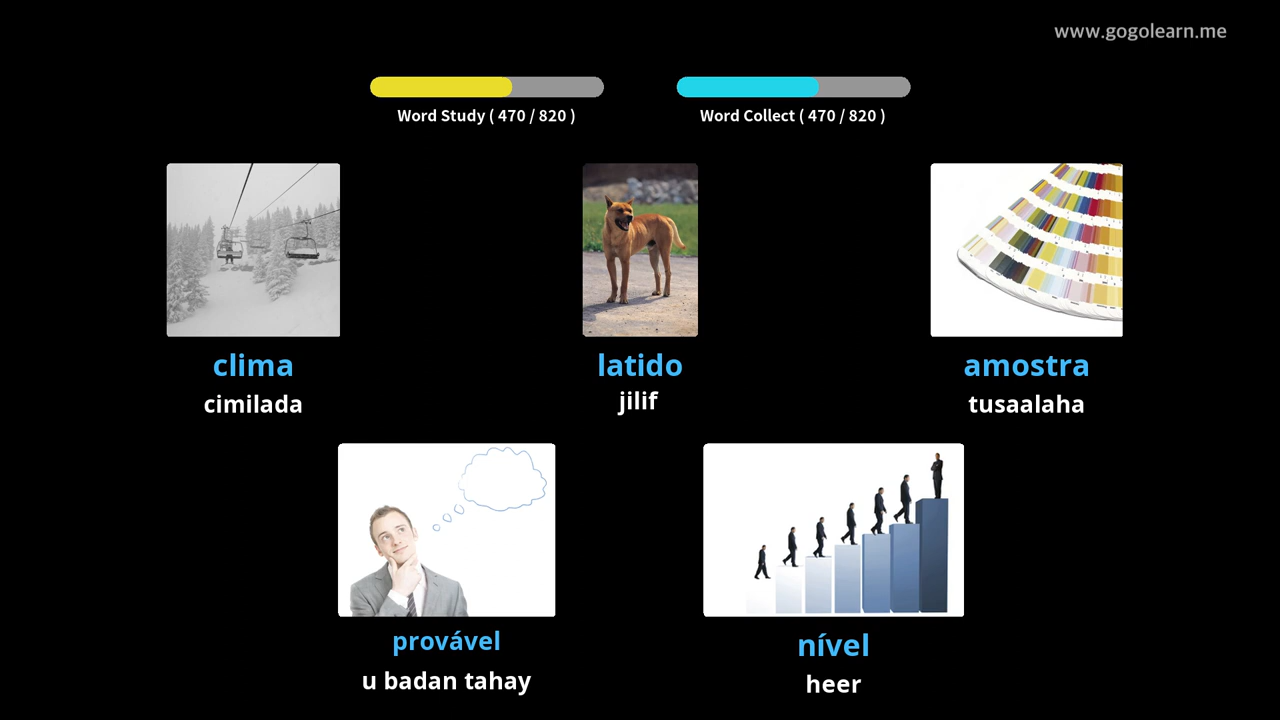 www.gogolearn.me
Word Study ( 470 / 820 )
Word Collect ( 470 / 820 )
clima
cimilada
latido
jilif
amostra
tusaalaha
provável
u badan tahay
nível
heer